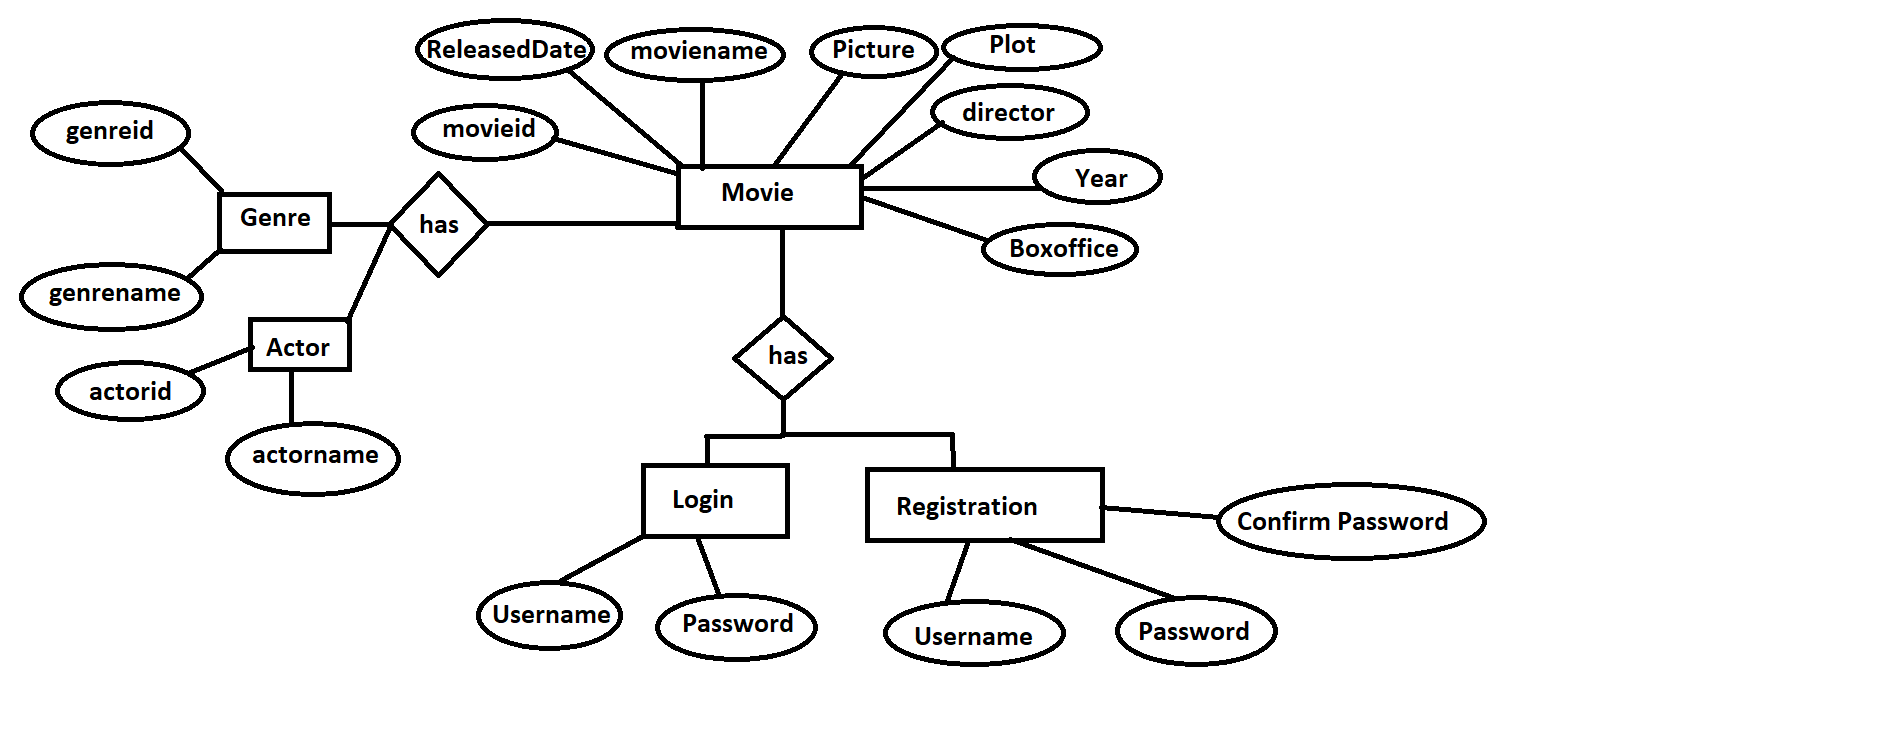 ReleasedDate
moviename
Picture
Plot
movieid
director
genreid
Movie
Year
Genre
has
Boxoffice
genrename
Actor
has
actorid
actorname
Login
Registration
Confirm Password
Username
Password
Username
Password